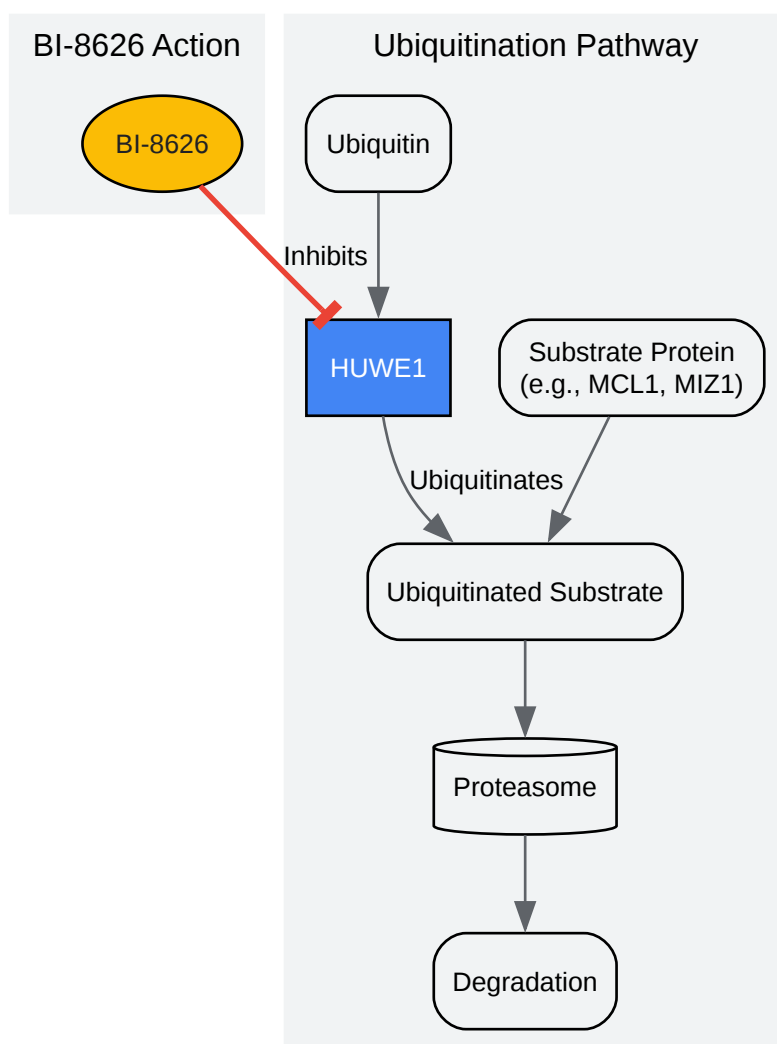 BI-8626 Action
Ubiquitination Pathway
BI-8626
Ubiquitin
Inhibits
HUWE1
Substrate Protein
(e.g., MCL1, MIZ1)
Ubiquitinates
Ubiquitinated Substrate
Proteasome
Degradation